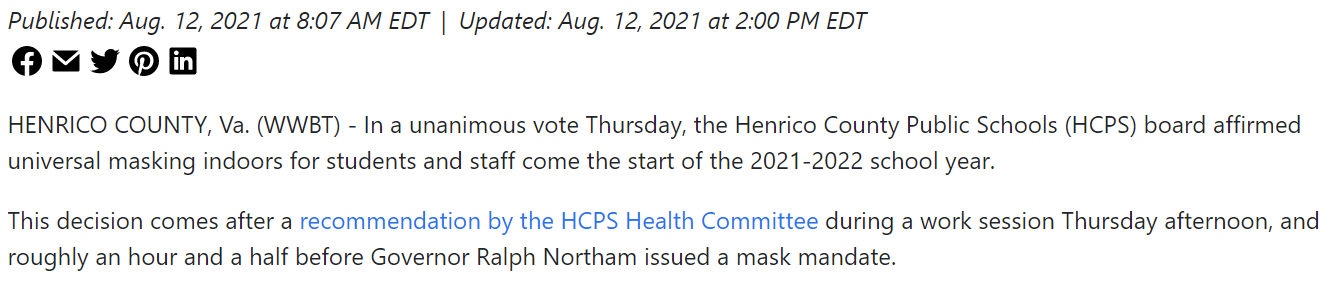 Published: Aug. 12, 2021 at 8:07 AM EDT | Updated: Aug. 12, 2021 at 2:00 PM EDT
HENRICO COUNTY, Va. (WWBT) - In a unanimous vote Thursday, the Henrico County Public Schools (HCPS) board affirmed
universal masking indoors for students and staff come the start of the 2021-2022 school year.
This decision comes after a recommendation by the HCPS Health Committee during a work session Thursday afternoon, and
roughly an hour and a half before Governor Ralph Northam issued a mask mandate.